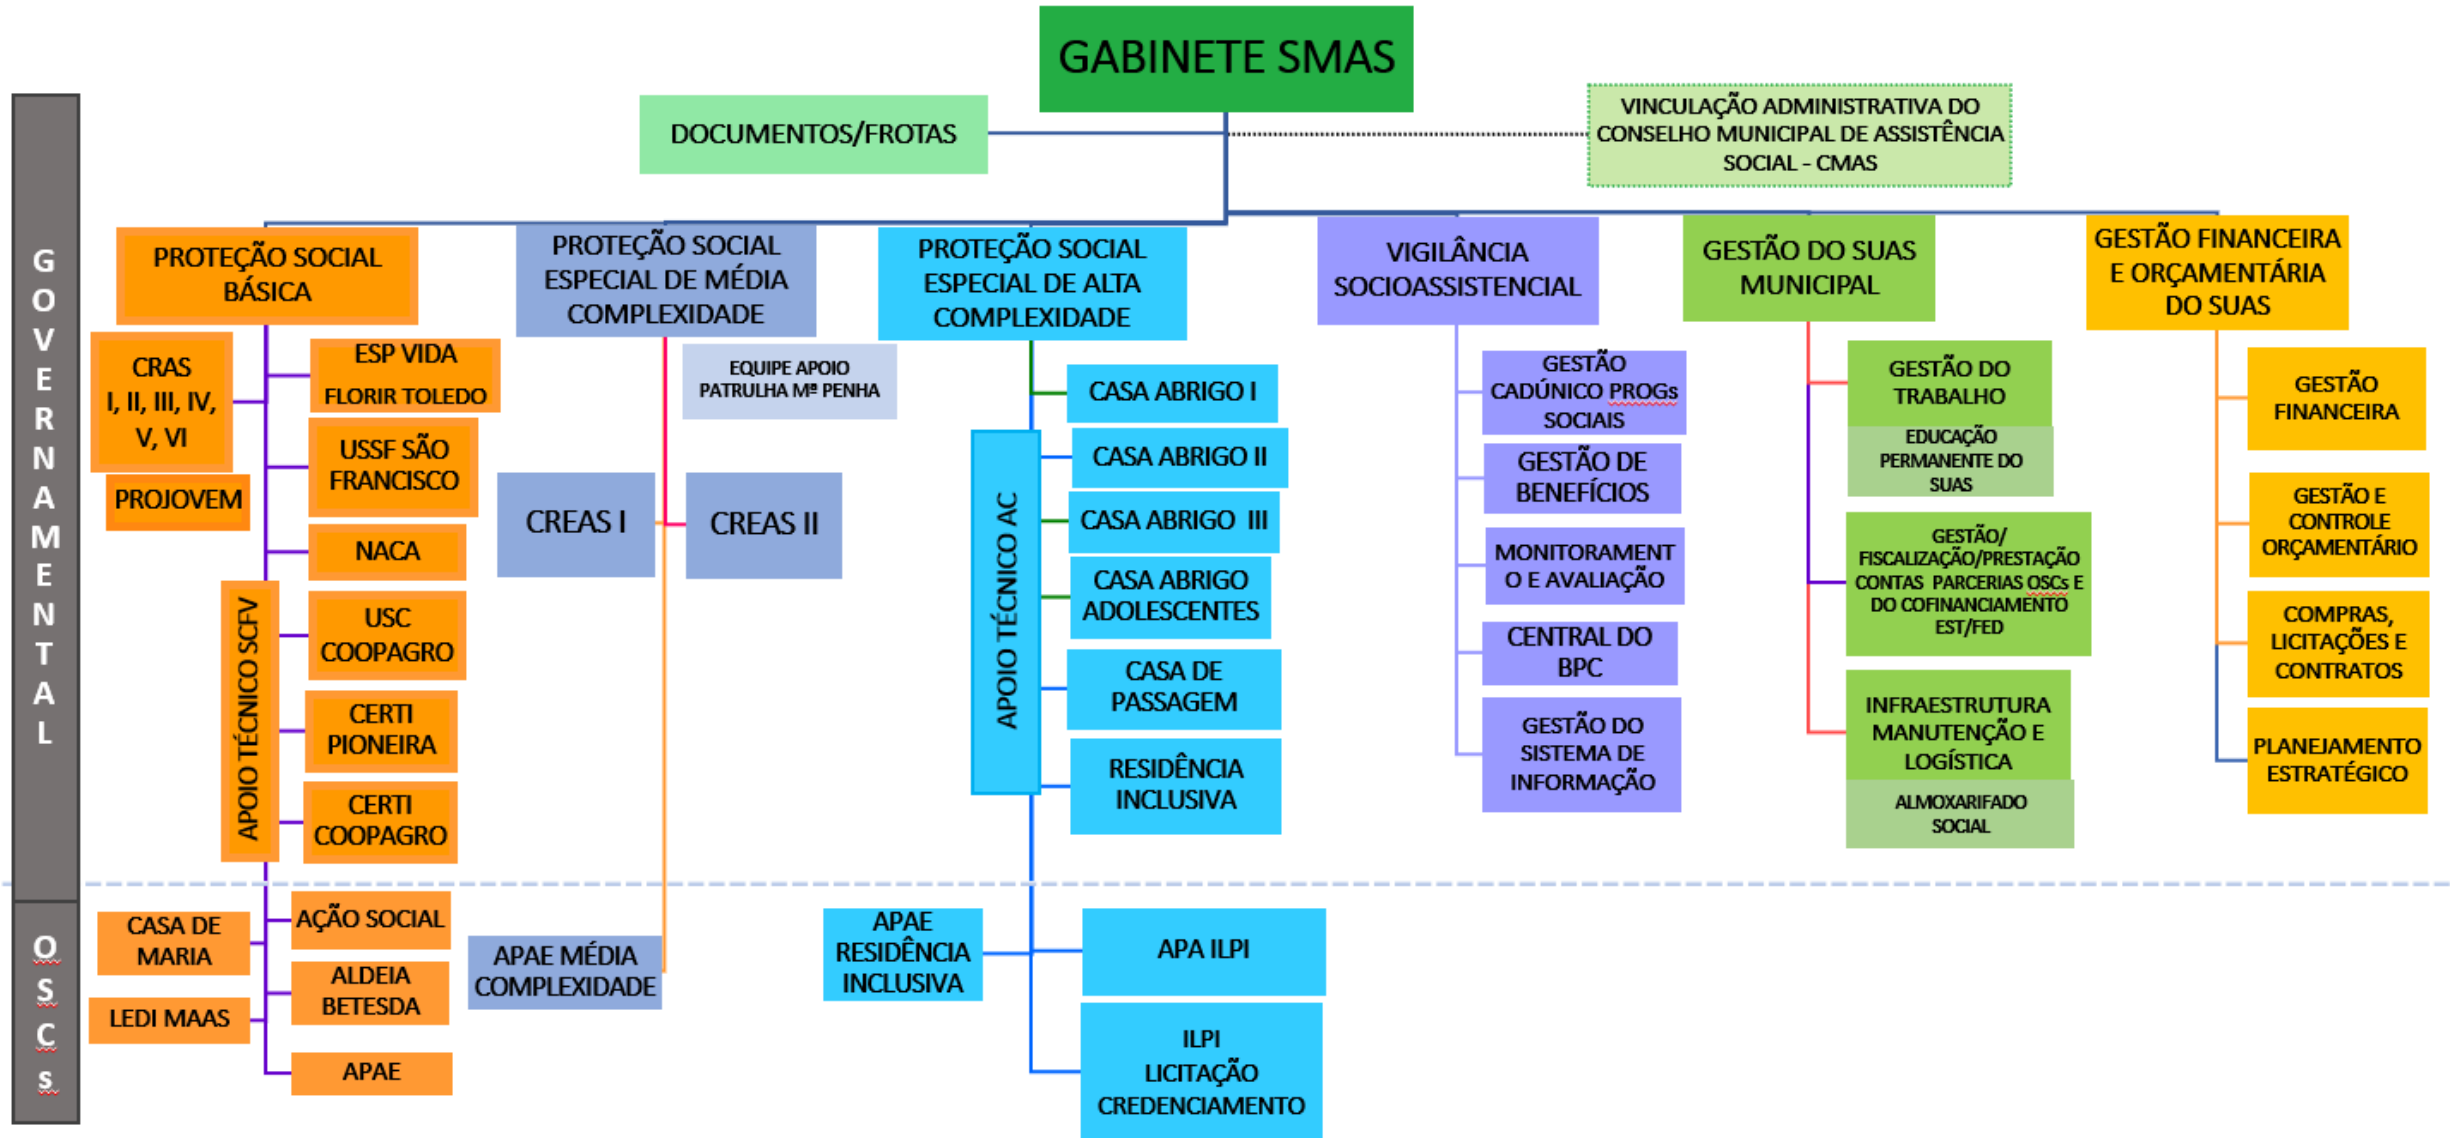 GABINETE SMAS
DOCUMENTOS/FROTAS
VINCULAÇÃO ADMINISTRATIVA DO
CONSELHO MUNICIPAL DE ASSISTÊNCIA
SOCIAL - CMAS
GOVERNAMENTAL
PROTEÇÃO SOCIAL
BÁSICA
CRAS
I, II, III, IV,
V, VI
PROJOVEM
ESP VIDA
FLORIR TOLEDO
USSF SÃO
FRANCISCO
NACA
APOIO TÉCNICO SCFV
USC
COOPAGRO
CERTI
PIONEIRA
CERTI
COOPAGRO
PROTEÇÃO SOCIAL
ESPECIAL DE MÉDIA
COMPLEXIDADE
EQUIPE APOIO
PATRULHA Mª PENHA
CREAS I
CREAS II
PROTEÇÃO SOCIAL
ESPECIAL DE ALTA
COMPLEXIDADE
APOIO TÉCNICO AC
CASA ABRIGO I
CASA ABRIGO II
CASA ABRIGO III
CASA ABRIGO
ADOLESCENTES
CASA DE
PASSAGEM
RESIDÊNCIA
INCLUSIVA
VIGILÂNCIA
SOCIOASSISTENCIAL
GESTÃO
CADÚNICO PROGs
SOCIAIS
GESTÃO DE
BENEFÍCIOS
MONITORAMENT
O E AVALIAÇÃO
CENTRAL DO
BPC
GESTÃO DO
SISTEMA DE
INFORMAÇÃO
GESTÃO DO SUAS
MUNICIPAL
GESTÃO DO
TRABALHO
EDUCAÇÃO
PERMANENTE DO
SUAS
GESTÃO/
FISCALIZAÇÃO/PRESTAÇÃO
CONTAS PARCERIAS OSCs E
DO COFINANCIAMENTO
EST/FED
INFRAESTRUTURA
MANUTENÇÃO E
LOGÍSTICA
ALMOXARIFADO
SOCIAL
GESTÃO FINANCEIRA
E ORÇAMENTÁRIA
DO SUAS
GESTÃO
FINANCEIRA
GESTÃO E
CONTROLE
ORÇAMENTÁRIO
COMPRAS,
LICITAÇÕES E
CONTRATOS
PLANEJAMENTO
ESTRATÉGICO
OSCs
CASA DE
MARIA
LEDI MAAS
AÇÃO SOCIAL
ALDEIA
BETESDA
APAE
APAE MÉDIA
COMPLEXIDADE
APAE
RESIDÊNCIA
INCLUSIVA
APA ILPI
ILPI
LICITAÇÃO
CREDENCIAMENTO